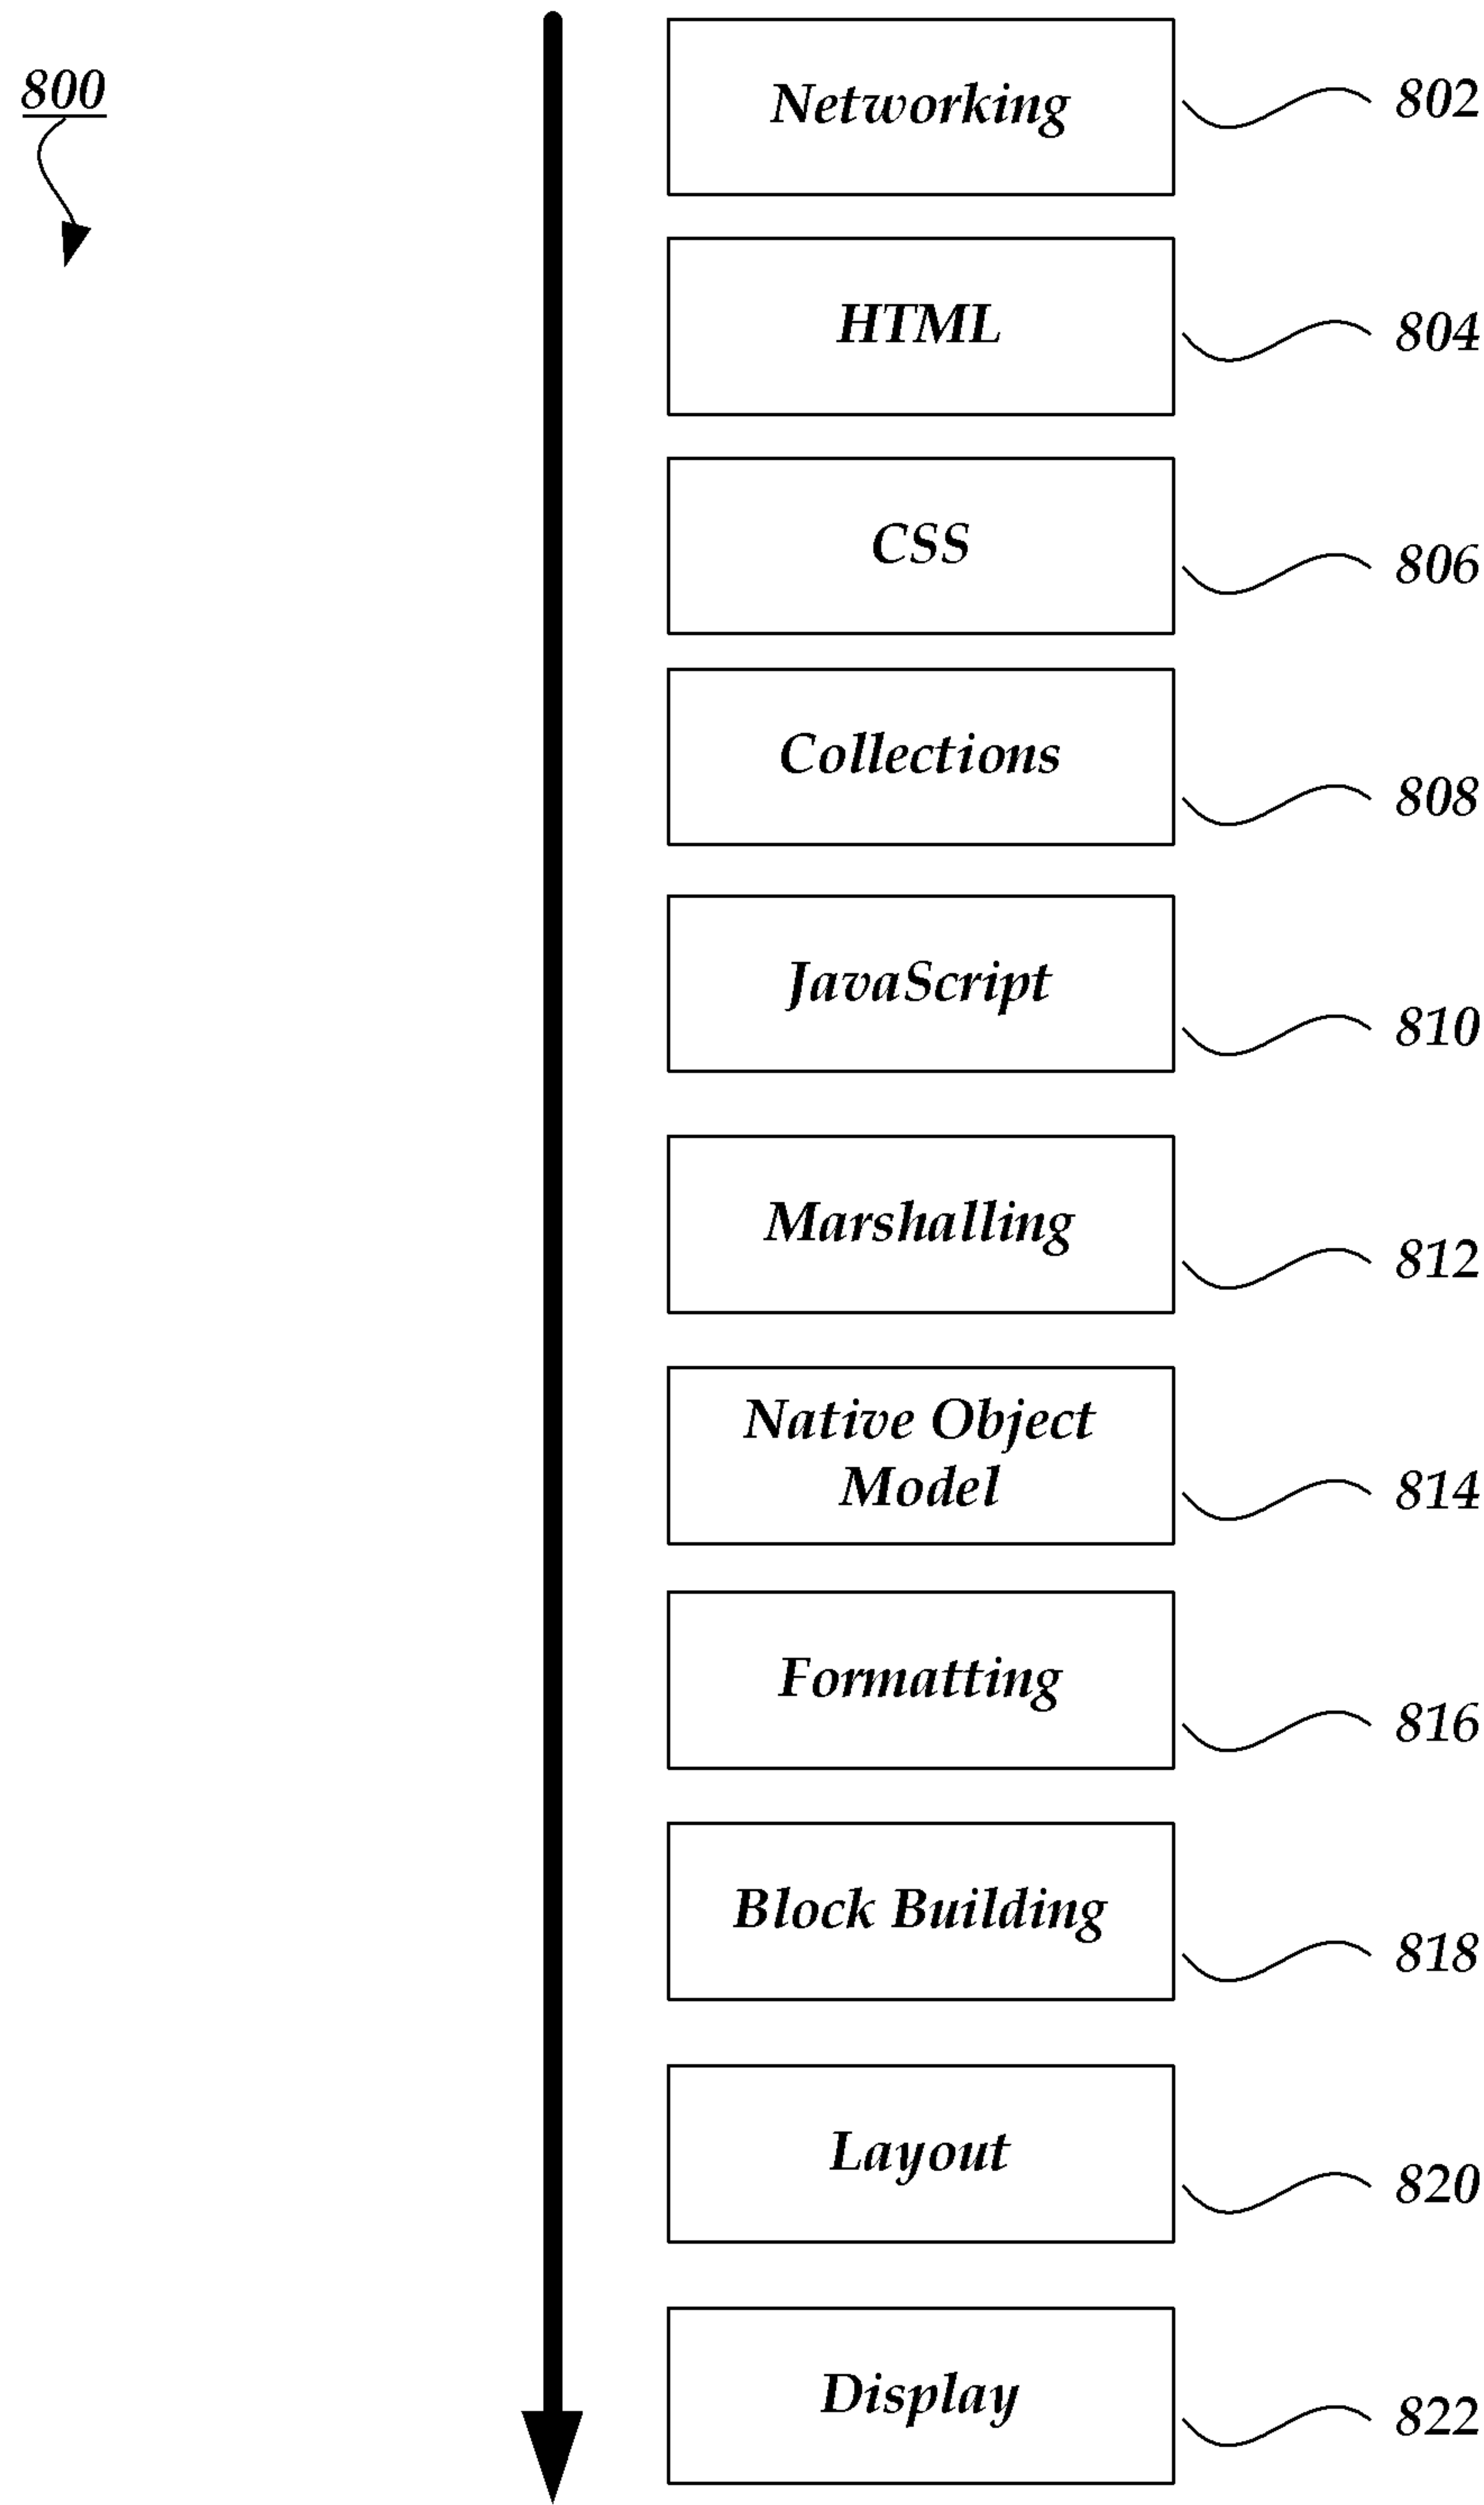 800
Networking
802
HTML
804
CSS
806
Collections
808
JavaScript
810
Marshalling
812
Native Object
Model
814
Formatting
816
Block Building
818
Layout
820
Display
822